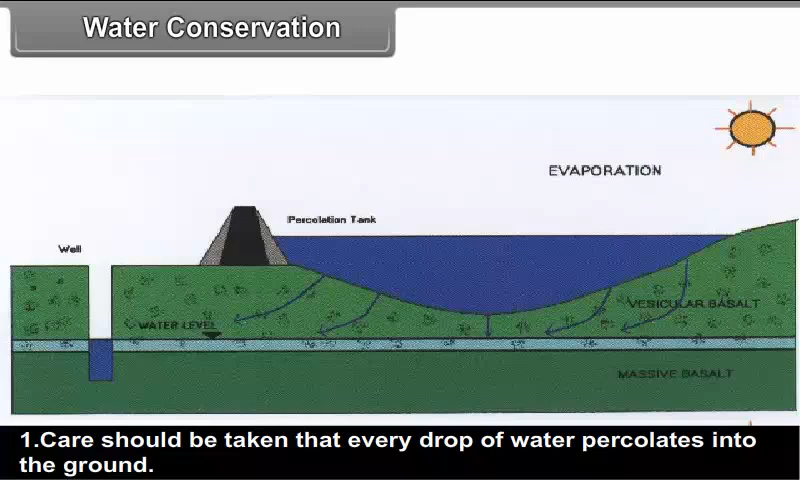 Water Conservation
EVAPORATION
Percolation Tank
Well
VESICULAR BASALT
WATER LEVEL
MASSIVE BASALT
1.Care should be taken that every drop of water percolates into
the ground.